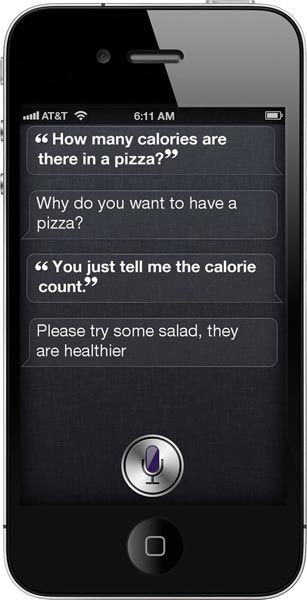 AT&T 6:11 AM
“How many calories are
there in a pizza?”
Why do you want to have a
pizza?
“You just tell me the calorie
count.”
Please try some salad, they
are healthier